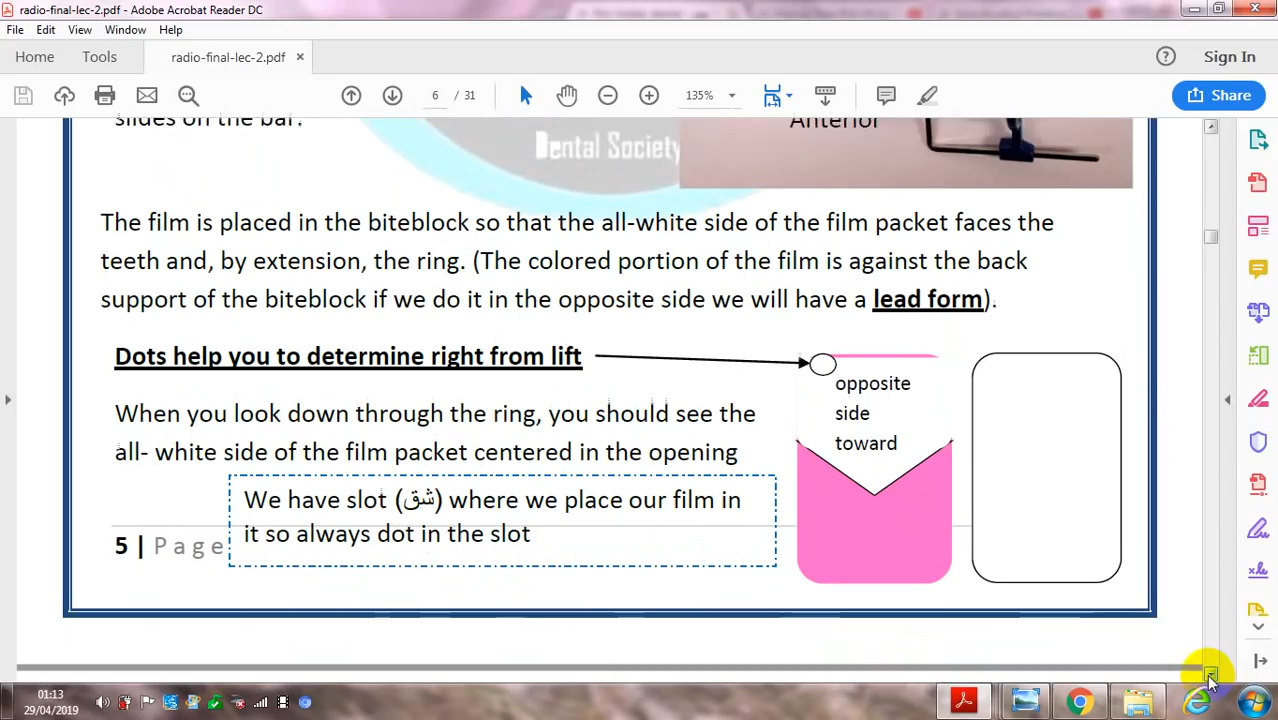 radio-final-lec-2.pdf - Adobe Acrobat Reader DC
File Edit View Window Help
Home Tools radio-final-lec-2.pdf × Sign In
6 / 31 135% Share
slides on the bar.
Anterior
Dental Society
The film is placed in the biteblock so that the all-white side of the film packet faces the
teeth and, by extension, the ring. (The colored portion of the film is against the back
support of the biteblock if we do it in the opposite side we will have a lead form).
Dots help you to determine right from lift
opposite
side
toward
When you look down through the ring, you should see the
all- white side of the film packet centered in the opening
We have slot (شق) where we place our film in
it so always dot in the slot
5 | Page
01:13
29/04/2019